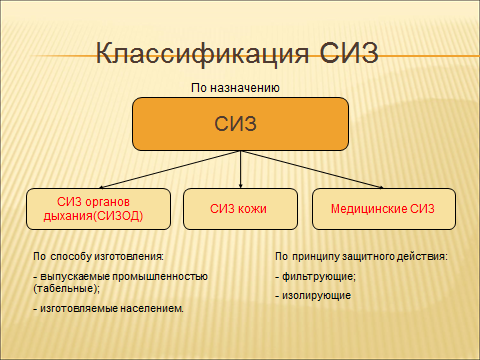 Классификация СИЗ
По назначению
СИЗ
СИЗ органов
дыхания(СИЗОД)
СИЗ кожи
Медицинские СИЗ
По способу изготовления:
- выпускаемые промышленностью
(табельные);
- изготовляемые населением.
По принципу защитного действия:
- фильтрующие;
- изолирующие